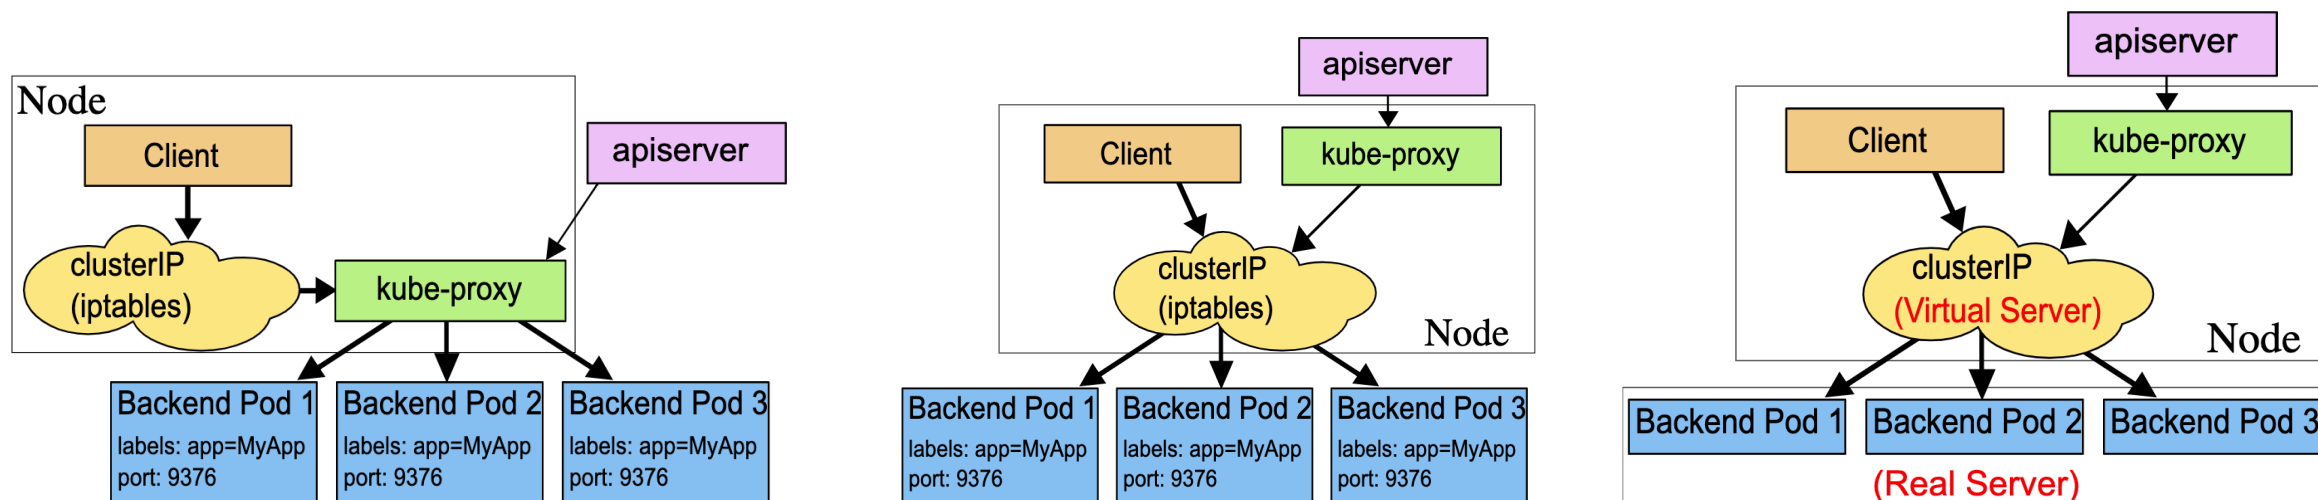 Node
Client
apiserver
clusterIP
(iptables)
kube-proxy
Backend Pod 1
labels: app=MyApp
port: 9376
Backend Pod 2
labels: app=MyApp
port: 9376
Backend Pod 3
labels: app=MyApp
port: 9376
apiserver
Client
kube-proxy
clusterIP
(iptables)
Node
Backend Pod 1
labels: app=MyApp
port: 9376
Backend Pod 2
labels: app=MyApp
port: 9376
Backend Pod 3
labels: app=MyApp
port: 9376
apiserver
Client
kube-proxy
clusterIP
(Virtual Server)
Node
Backend Pod 1
Backend Pod 2
Backend Pod 3
(Real Server)